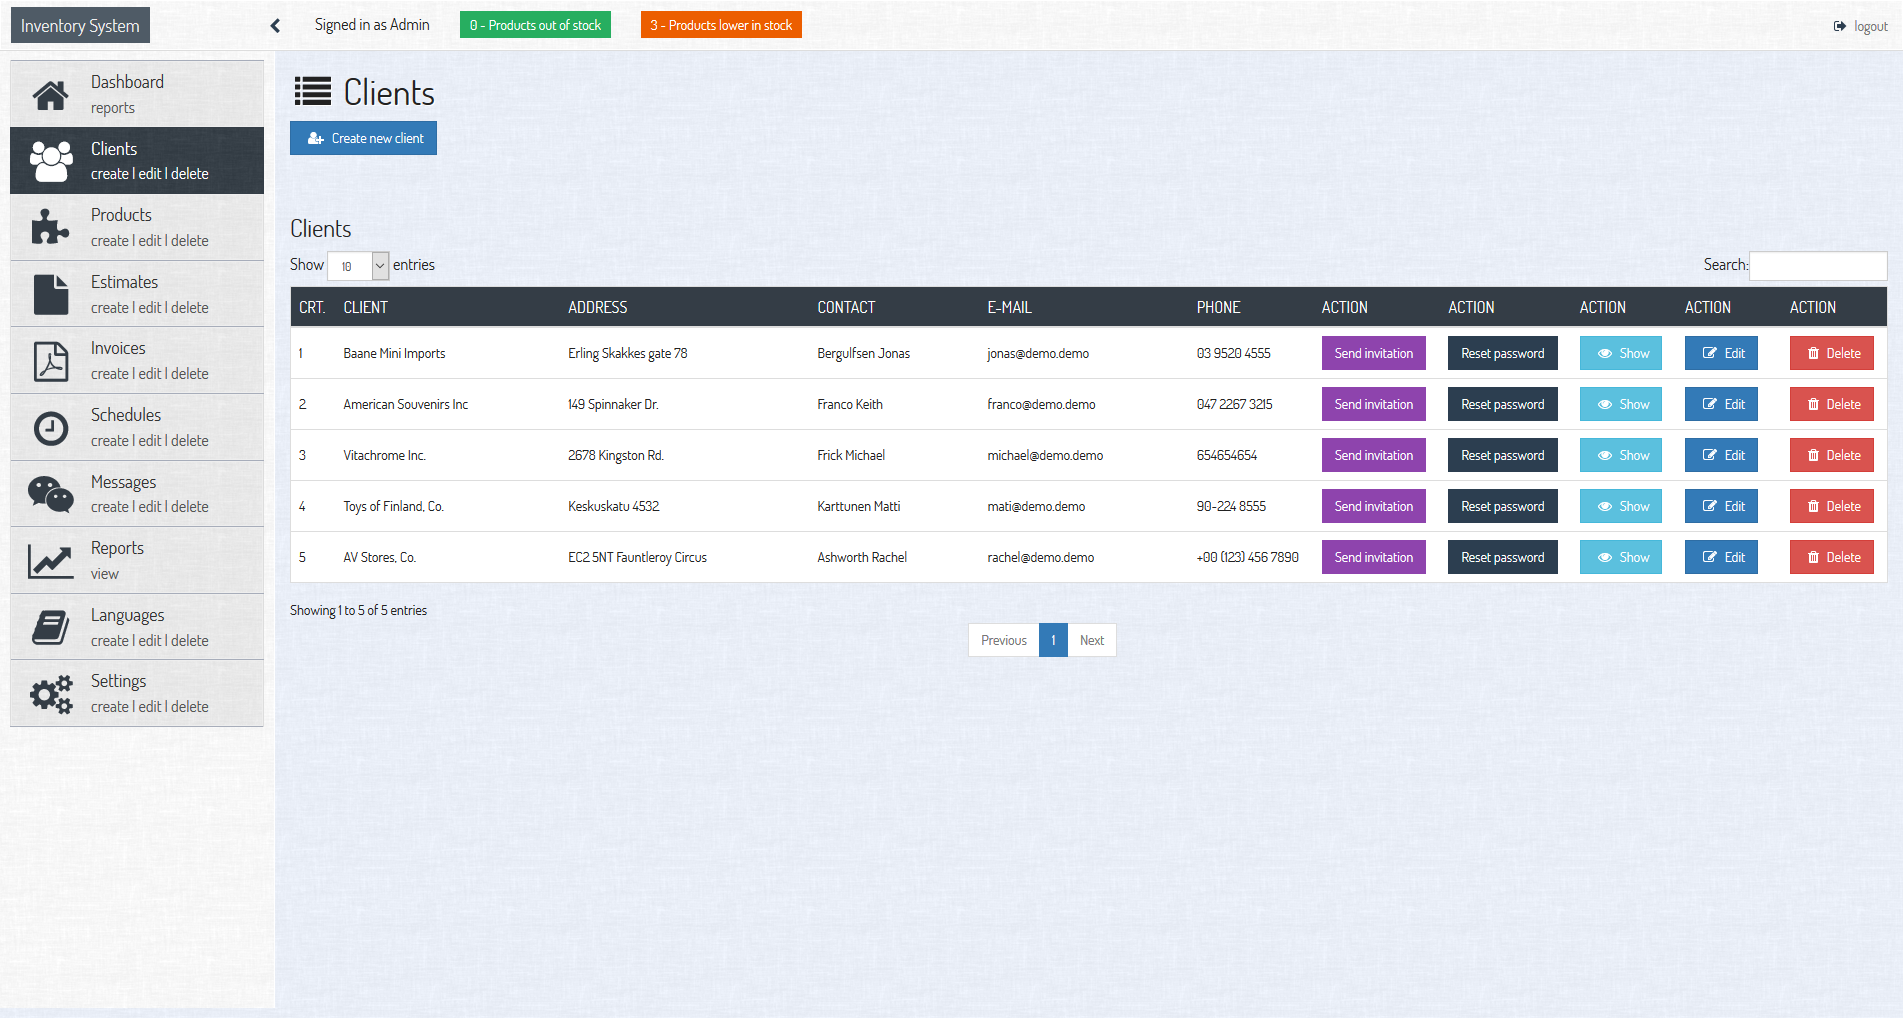 Inventory System
Signed in as Admin
0 - Products out of stock
3 - Products lower in stock
logout
Dashboard
reports
Clients
create | edit | delete
Products
create | edit | delete
Estimates
create | edit | delete
Invoices
create | edit | delete
Schedules
create | edit | delete
Messages
create | edit | delete
Reports
view
Languages
create | edit | delete
Settings
create | edit | delete
Clients
Create new client
Clients
Show 10 entries
Search:
CRT. CLIENT ADDRESS CONTACT E-MAIL PHONE ACTION ACTION ACTION ACTION ACTION
1 Baane Mini Imports Erling Skakkes gate 78 Bergulfsen Jonas jonas@demo.demo 03 9520 4555 Send invitation Reset password Show Edit Delete
2 American Souvenirs Inc 149 Spinnaker Dr. Franco Keith franco@demo.demo 047 2267 3215 Send invitation Reset password Show Edit Delete
3 Vitachrome Inc. 2678 Kingston Rd. Frick Michael michael@demo.demo 654654654 Send invitation Reset password Show Edit Delete
4 Toys of Finland, Co. Keskuskatu 4532 Karttunen Matti mati@demo.demo 90-224 8555 Send invitation Reset password Show Edit Delete
5 AV Stores, Co. EC2 5NT Fauntleroy Circus Ashworth Rachel rachel@demo.demo +00 (123) 456 7890 Send invitation Reset password Show Edit Delete
Showing 1 to 5 of 5 entries
Previous 1 Next